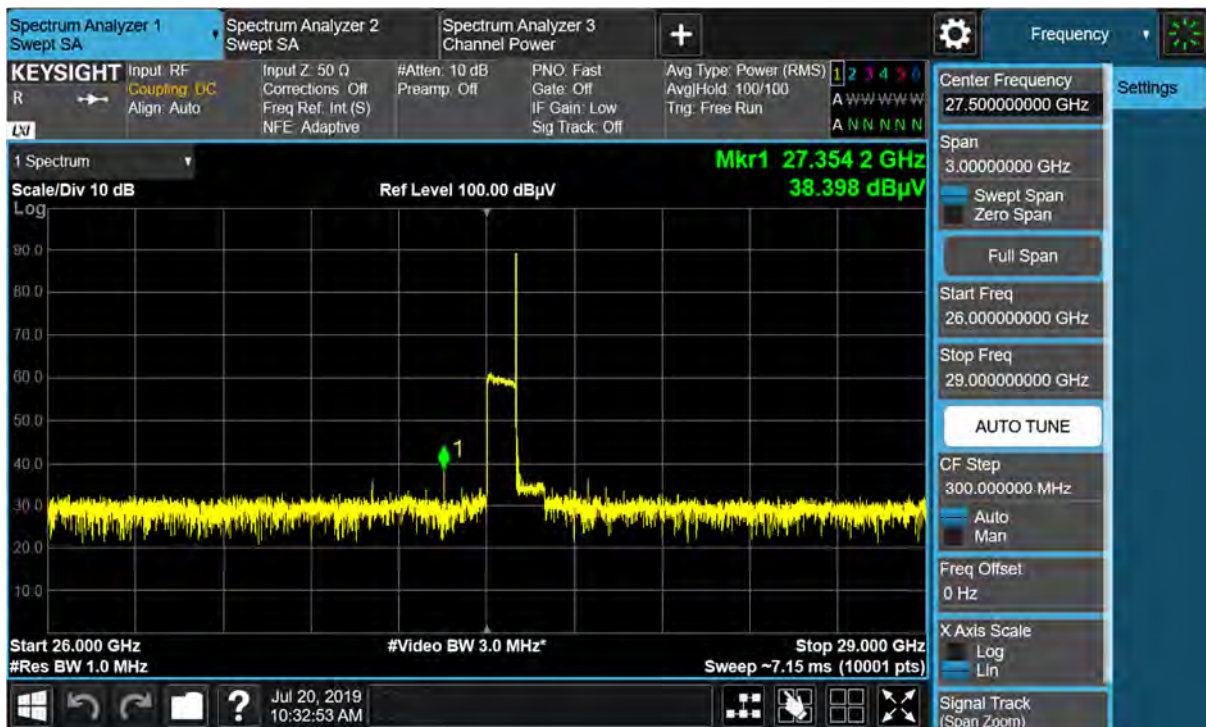 Spectrum Analyzer 1
Swept SA
Spectrum Analyzer 2
Swept SA
Spectrum Analyzer 3
Channel Power
+
Frequency
KEYSIGHT
R
LXI
Input: RF
Coupling: DC
Align: Auto
Input Z: 50 Ω
Corrections: Off
Freq Ref: Int (S)
NFE: Adaptive
#Atten: 10 dB
Preamp: Off
PNO: Fast
Gate: Off
IF Gain: Low
Sig Track: Off
Avg Type: Power (RMS)
Avg|Hold: 100/100
Trig: Free Run
1 2 3 4 5 6
A W W W W W
A N N N N N N
1 Spectrum
Scale/Div 10 dB
Log
Ref Level 100.00 dBµV
Mkr1 27.354 2 GHz
38.398 dBµV
90.0
80.0
70.0
60.0
50.0
40.0
30.0
20.0
10.0
1
Start 26.000 GHz
#Res BW 1.0 MHz
#Video BW 3.0 MHz*
Stop 29.000 GHz
Sweep ~7.15 ms (10001 pts)
Center Frequency
27.500000000 GHz
Span
3.00000000 GHz
Swept Span
Zero Span
Full Span
Start Freq
26.000000000 GHz
Stop Freq
29.000000000 GHz
AUTO TUNE
CF Step
300.000000 MHz
Auto
Man
Freq Offset
0 Hz
X Axis Scale
Log
Lin
Signal Track
(Span Zoom)
Settings
?
Jul 20, 2019
10:32:53 AM